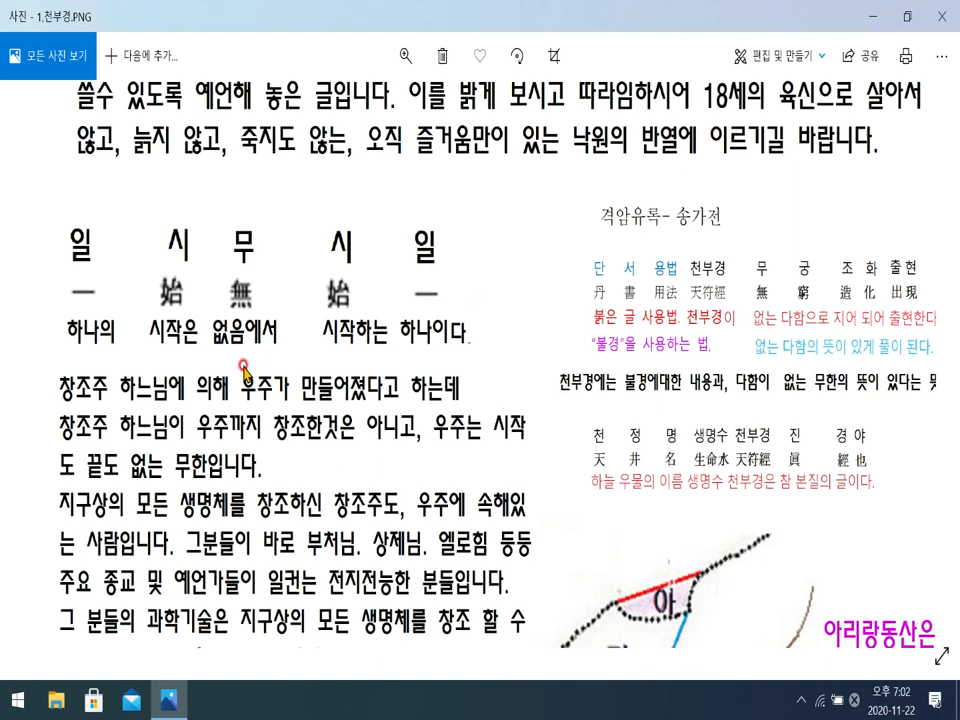 사진 - 1,천부경.PNG
모든 사진 보기
다음에 추가...
편집 및 만들기
공유
쓸수 있도록 예언해 놓은 글입니다. 이를 밝게 보시고 따라임하시어 18세의 육신으로 살아서
않고, 늙지 않고, 죽지도 않는, 오직 즐거움만이 있는 낙원의 반열에 이르기길 바랍니다.
일 시 무 시 일
一 始 無 始 一
하나의 시작은 없음에서 시작하는 하나이다.
창조주 하느님에 의해 우주가 만들어졌다고 하는데
창조주 하느님이 우주까지 창조한것은 아니고, 우주는 시작
도 끝도 없는 무한입니다.
지구상의 모든 생명체를 창조하신 창조주도, 우주에 속해있
는 사람입니다. 그분들이 바로 부처님. 상제님. 엘로힘 등등
주요 종교 및 예언가들이 일컫는 전지전능한 분들입니다.
그 분들의 과학기술은 지구상의 모든 생명체를 창조 할 수
격암유록- 송가전
단 서 용법 천부경 무 궁 조 화 출현
丹 書 用法 天符經 無 窮 造 化 出現
붉은 글 사용법. 천부경이 없는 다함으로 지어 되어 출현한다
"불경"을 사용하는 법, 없는 다함의 뜻이 있게 풀이 된다.
천부경에는 불경에대한 내용과, 다함이 없는 무한의 뜻이 있다는
천 정 명 생명수 천부경 진 경 야
天 井 名 生命水 天符經 眞 經 也
하늘 우물의 이름 생명수 천부경은 참 본질의 글이다.
아
아리랑동산은
오후 7:02
2020-11-22